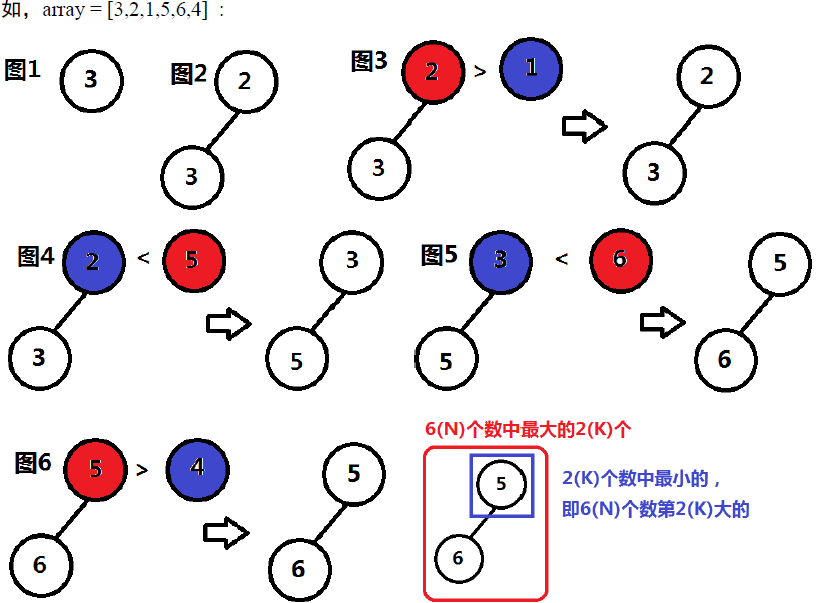 如，array = [3,2,1,5,6,4] ：
图1 3 图2 2 3
图3 2 > 1 3 2 3
图4 2 < 5 3 3 5
图5 3 < 6 5 5 6
图6 5 > 4 6 5 6
6(N)个数中最大的2(K)个
5
6
2(K)个数中最小的，
即6(N)个数第2(K)大的